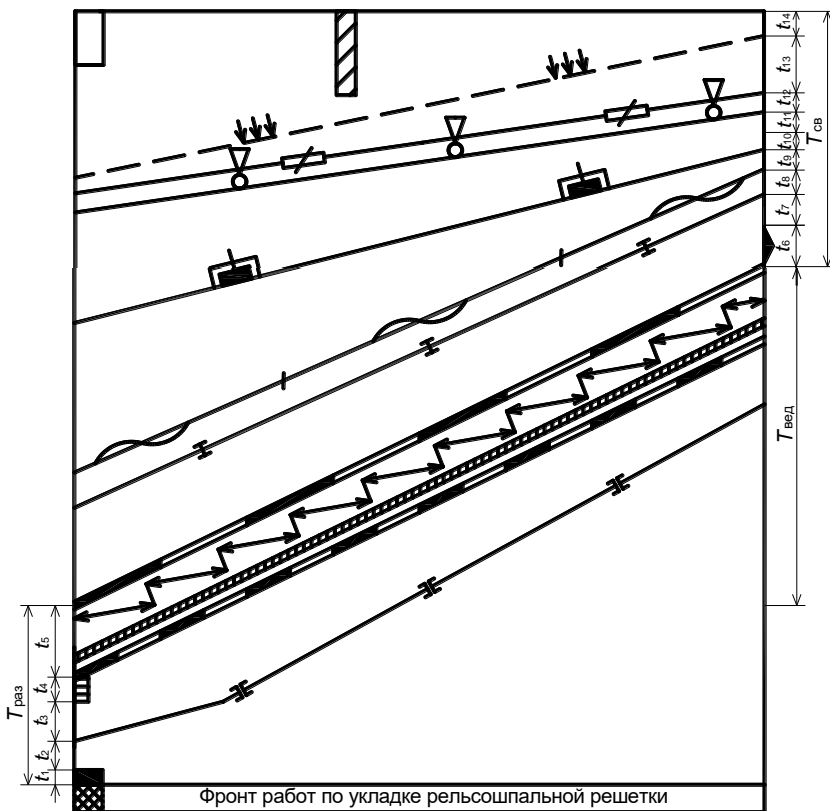 t14
t13
t12
t11
t10
t9
t8
t7
t6
Tсв
Tвед
t5
t4
t3
t2
t1
Tраз
Фронт работ по укладке рельсошпальной решетки